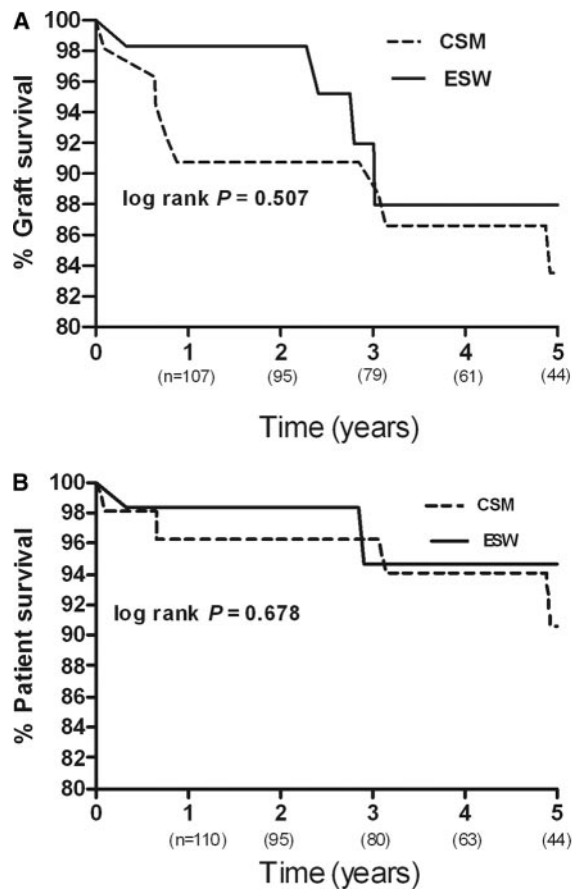 A
100
98
96
94
92
90
88
86
84
82
80
% Graft survival
CSM
ESW
log rank P = 0.507
0 1 2 3 4 5
(n=107) (95) (79) (61) (44)
Time (years)
B
100
98
96
94
92
90
88
86
84
82
80
% Patient survival
CSM
ESW
log rank P = 0.678
0 1 2 3 4 5
(n=110) (95) (80) (63) (44)
Time (years)